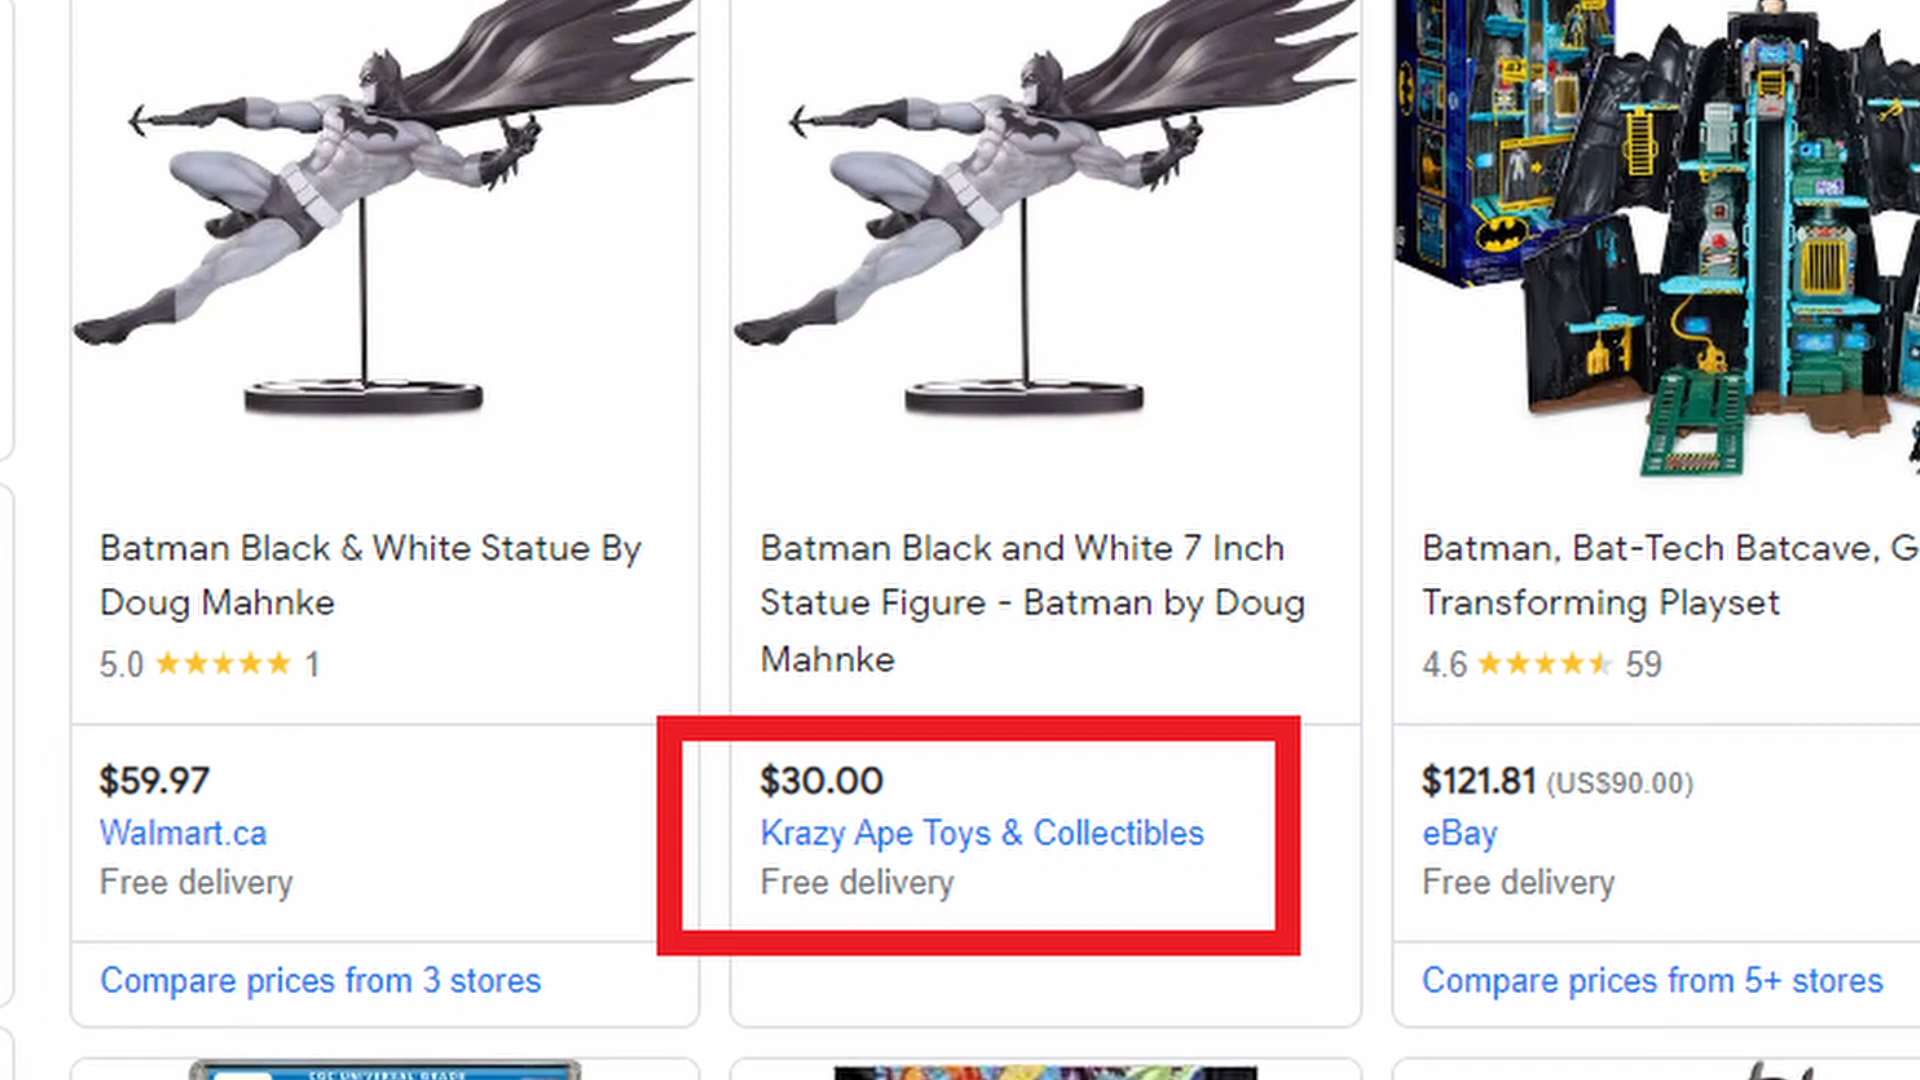 Batman Black & White Statue By
Doug Mahnke
5.0 ★★★★★ 1
$59.97
Walmart.ca
Free delivery
Compare prices from 3 stores
Batman Black and White 7 Inch
Statue Figure - Batman by Doug
Mahnke
$30.00
Krazy Ape Toys & Collectibles
Free delivery
Batman, Bat-Tech Batcave, G
Transforming Playset
4.6 ★★★★★ 59
$121.81 (US$90.00)
eBay
Free delivery
Compare prices from 5+ stores